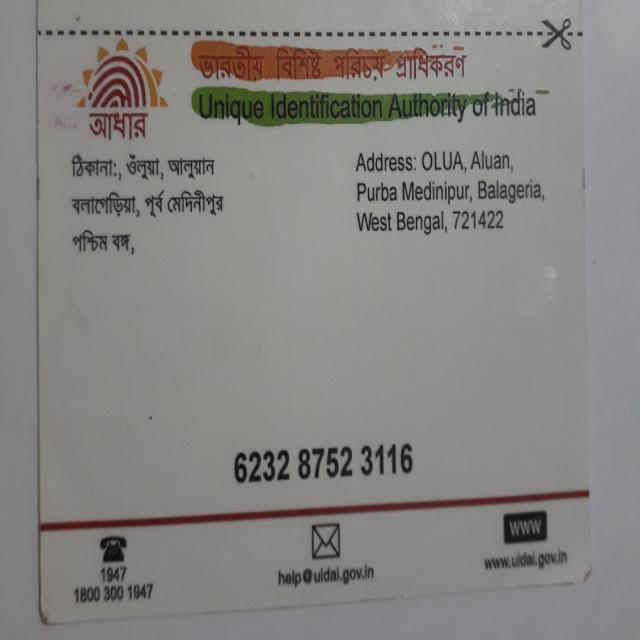 ভারতীয় বিশিষ্ট পরিচয় প্রাধিকরণ
Unique Identification Authority of India
আধার
ঠিকানা:, ওঁলুয়া, আলুয়ান
বলাগেড়িয়া, পূর্ব মেদিনীপুর
পশ্চিম বঙ্গ,
Address: OLUA, Aluan,
Purba Medinipur, Balageria,
West Bengal, 721422
6232 8752 3116
1947
1800 300 1947
help@uidai.gov.in
WWW
www.uidai.gov.in